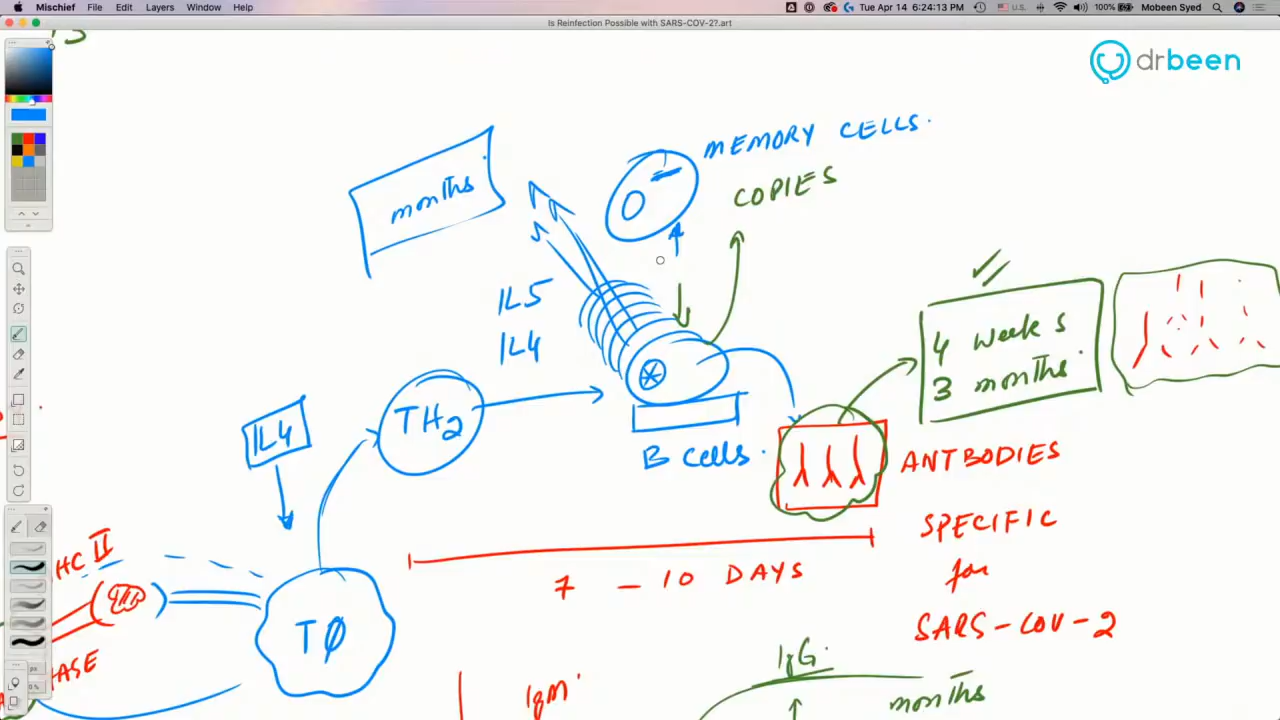 Mischief File Edit Layers Window Help
100% Tue Apr 14 6:24:13 PM Mobeen Syed
Is Reinfection Possible with SARS-COV-2?.art
drbeen
MEMORY CELLS.
COPIES
months
IL5
IL4
4 weeks
3 months
TH2
IL4
B cells.
ANTBODIES
SPECIFIC
for
SARS-COV-2
7 - 10 DAYS
HC II
TØ
ASE
IgM
IgG
months